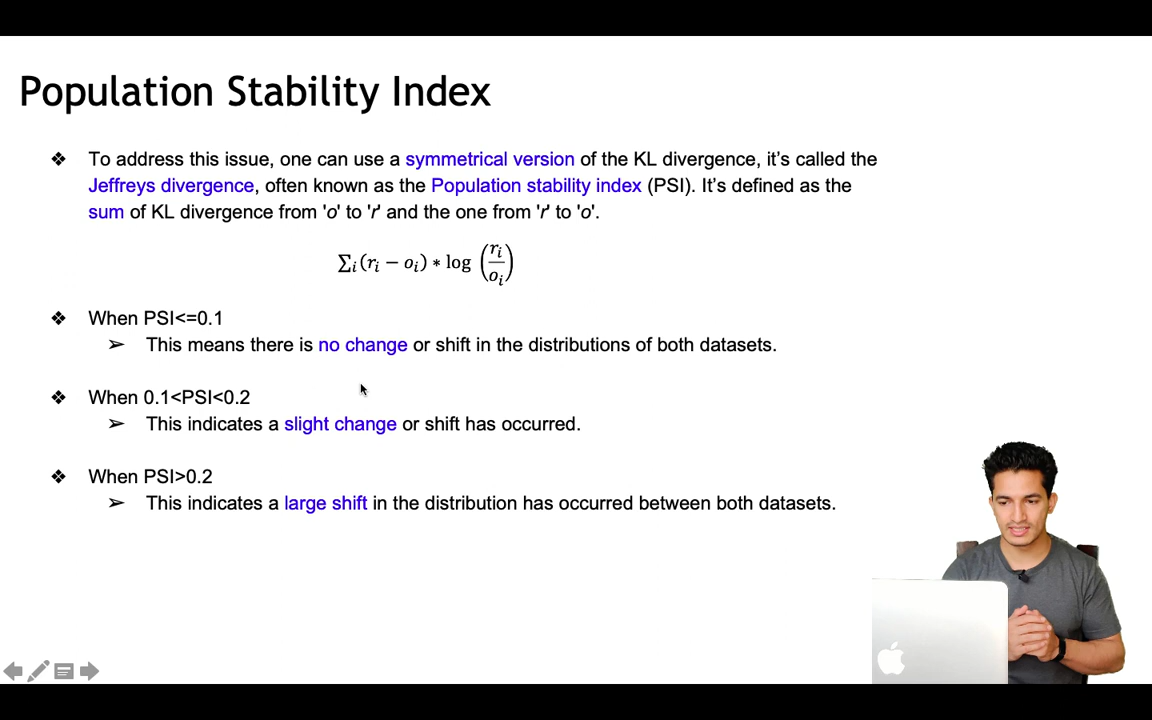 Population Stability Index
❖ To address this issue, one can use a symmetrical version of the KL divergence, it’s called the
Jeffreys divergence, often known as the Population stability index (PSI). It’s defined as the
sum of KL divergence from 'o' to 'r' and the one from 'r' to 'o'.
∑ᵢ(rᵢ − oᵢ) * log (rᵢ/oᵢ)
❖ When PSI<=0.1
➢ This means there is no change or shift in the distributions of both datasets.
❖ When 0.1<PSI<0.2
➢ This indicates a slight change or shift has occurred.
❖ When PSI>0.2
➢ This indicates a large shift in the distribution has occurred between both datasets.